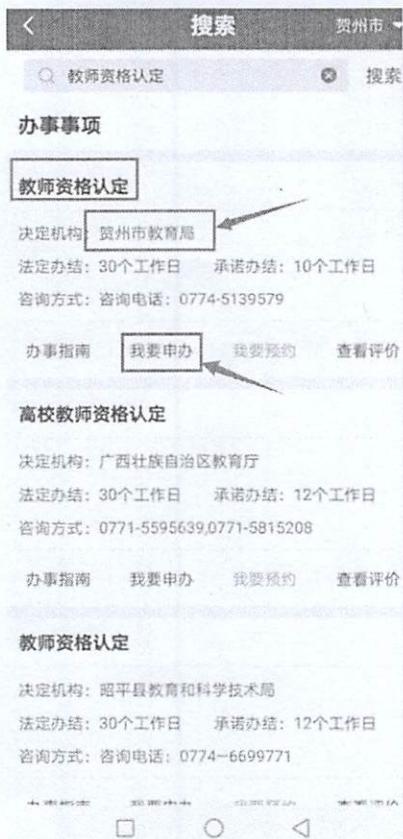 搜索 贺州市
教师资格认定 搜索
办事事项
教师资格认定
决定机构: 贺州市教育局
法定办结: 30个工作日 承诺办结: 10个工作日
咨询方式: 咨询电话: 0774-5139579
办事指南 我要申办 我要预约 查看评价
高校教师资格认定
决定机构: 广西壮族自治区教育厅
法定办结: 30个工作日 承诺办结: 12个工作日
咨询方式: 0771-5595639,0771-5815208
办事指南 我要申办 我要预约 查看评价
教师资格认定
决定机构: 昭平县教育和科学技术局
法定办结: 30个工作日 承诺办结: 12个工作日
咨询方式: 咨询电话: 0774—6699771